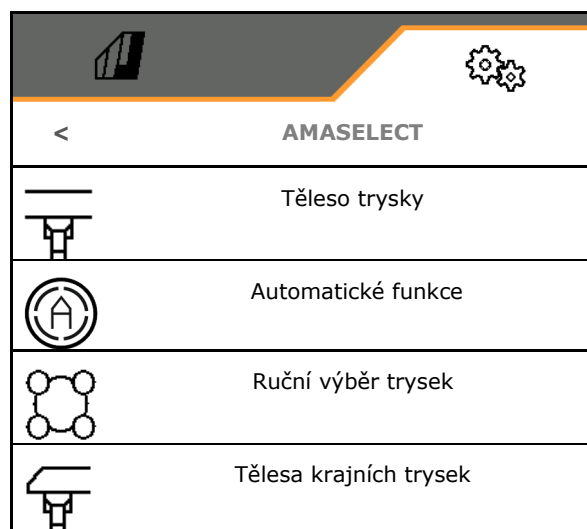 < AMASELECT
Těleso trysky
Automatické funkce
Ruční výběr trysek
Tělesa krajních trysek